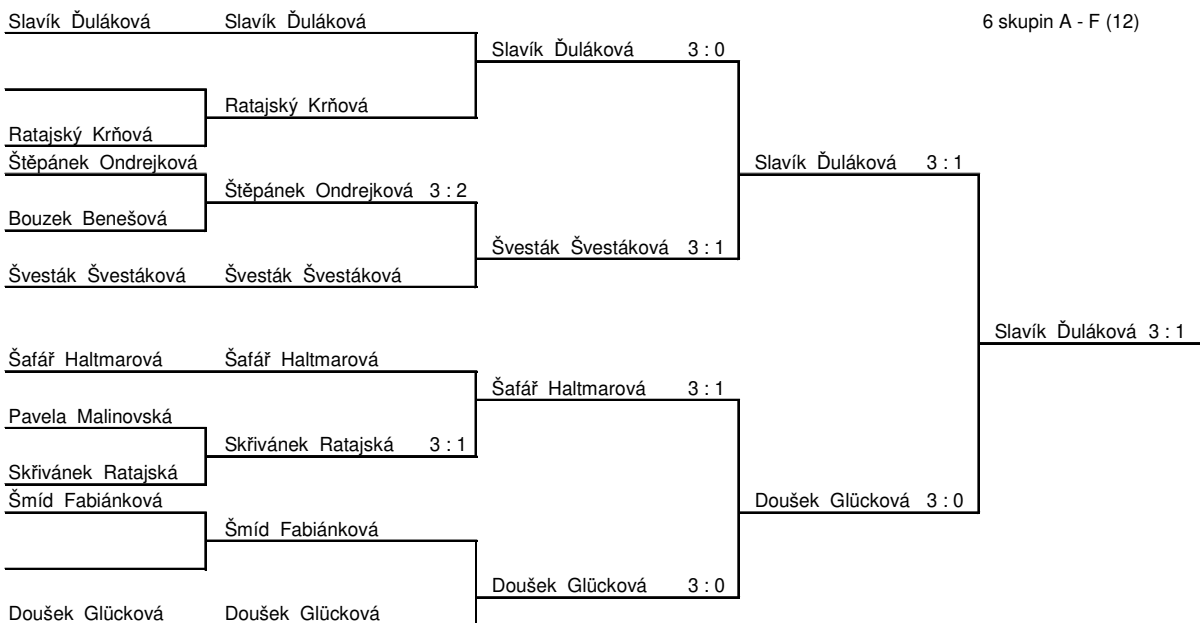 Slavík Ďuláková Slavík Ďuláková 6 skupin A - F (12)
Slavík Ďuláková 3 : 0
Ratajský Krňová
Ratajský Krňová
Štěpánek Ondrejková Slavík Ďuláková 3 : 1
Štěpánek Ondrejková 3 : 2
Bouzek Benešová
Švesták Švestáková 3 : 1
Švesták Švestáková Švesták Švestáková
Slavík Ďuláková 3 : 1
Šafář Haltmarová Šafář Haltmarová
Šafář Haltmarová 3 : 1
Pavela Malinovská
Skřivánek Ratajská 3 : 1
Skřivánek Ratajská
Šmíd Fabiánková Doušek Glücková 3 : 0
Šmíd Fabiánková
Doušek Glücková 3 : 0
Doušek Glücková Doušek Glücková